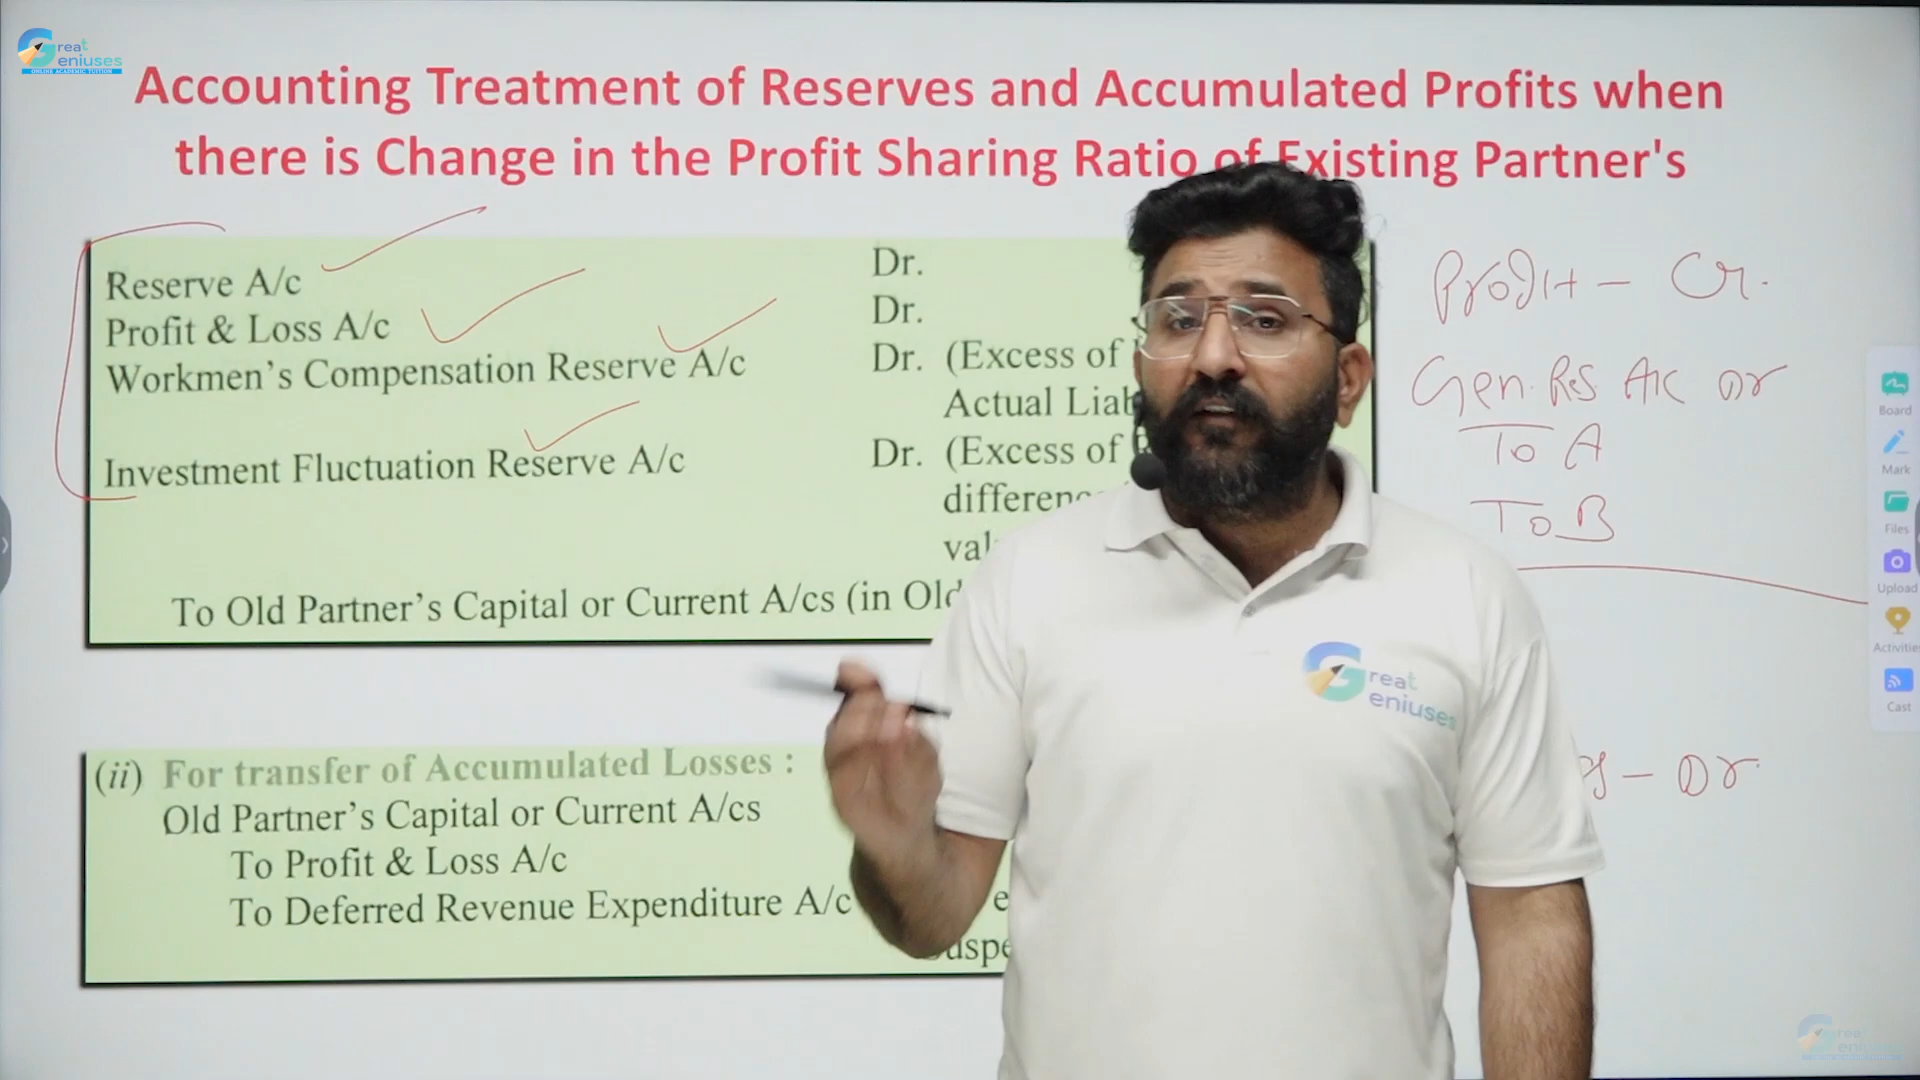 Great Geniuses
ONLINE ACADEMIC TUITION
Accounting Treatment of Reserves and Accumulated Profits when
there is Change in the Profit Sharing Ratio of Existing Partner's
Reserve A/c Dr.
Profit & Loss A/c Dr.
Workmen's Compensation Reserve A/c Dr. (Excess of
Actual
Investment Fluctuation Reserve A/c Dr. (Excess of
To Old Partner's Capital or Current A/cs (in Old
(ii) For transfer of Accumulated Losses :
Old Partner's Capital or Current A/cs
To Profit & Loss A/c
To Deferred Revenue Expenditure A/c
Profit - Cr.
Gen. Res A/c Dr
To A
To B
- Dr.
Great Geniuses
Board
Mark
Files
Upload
Cast